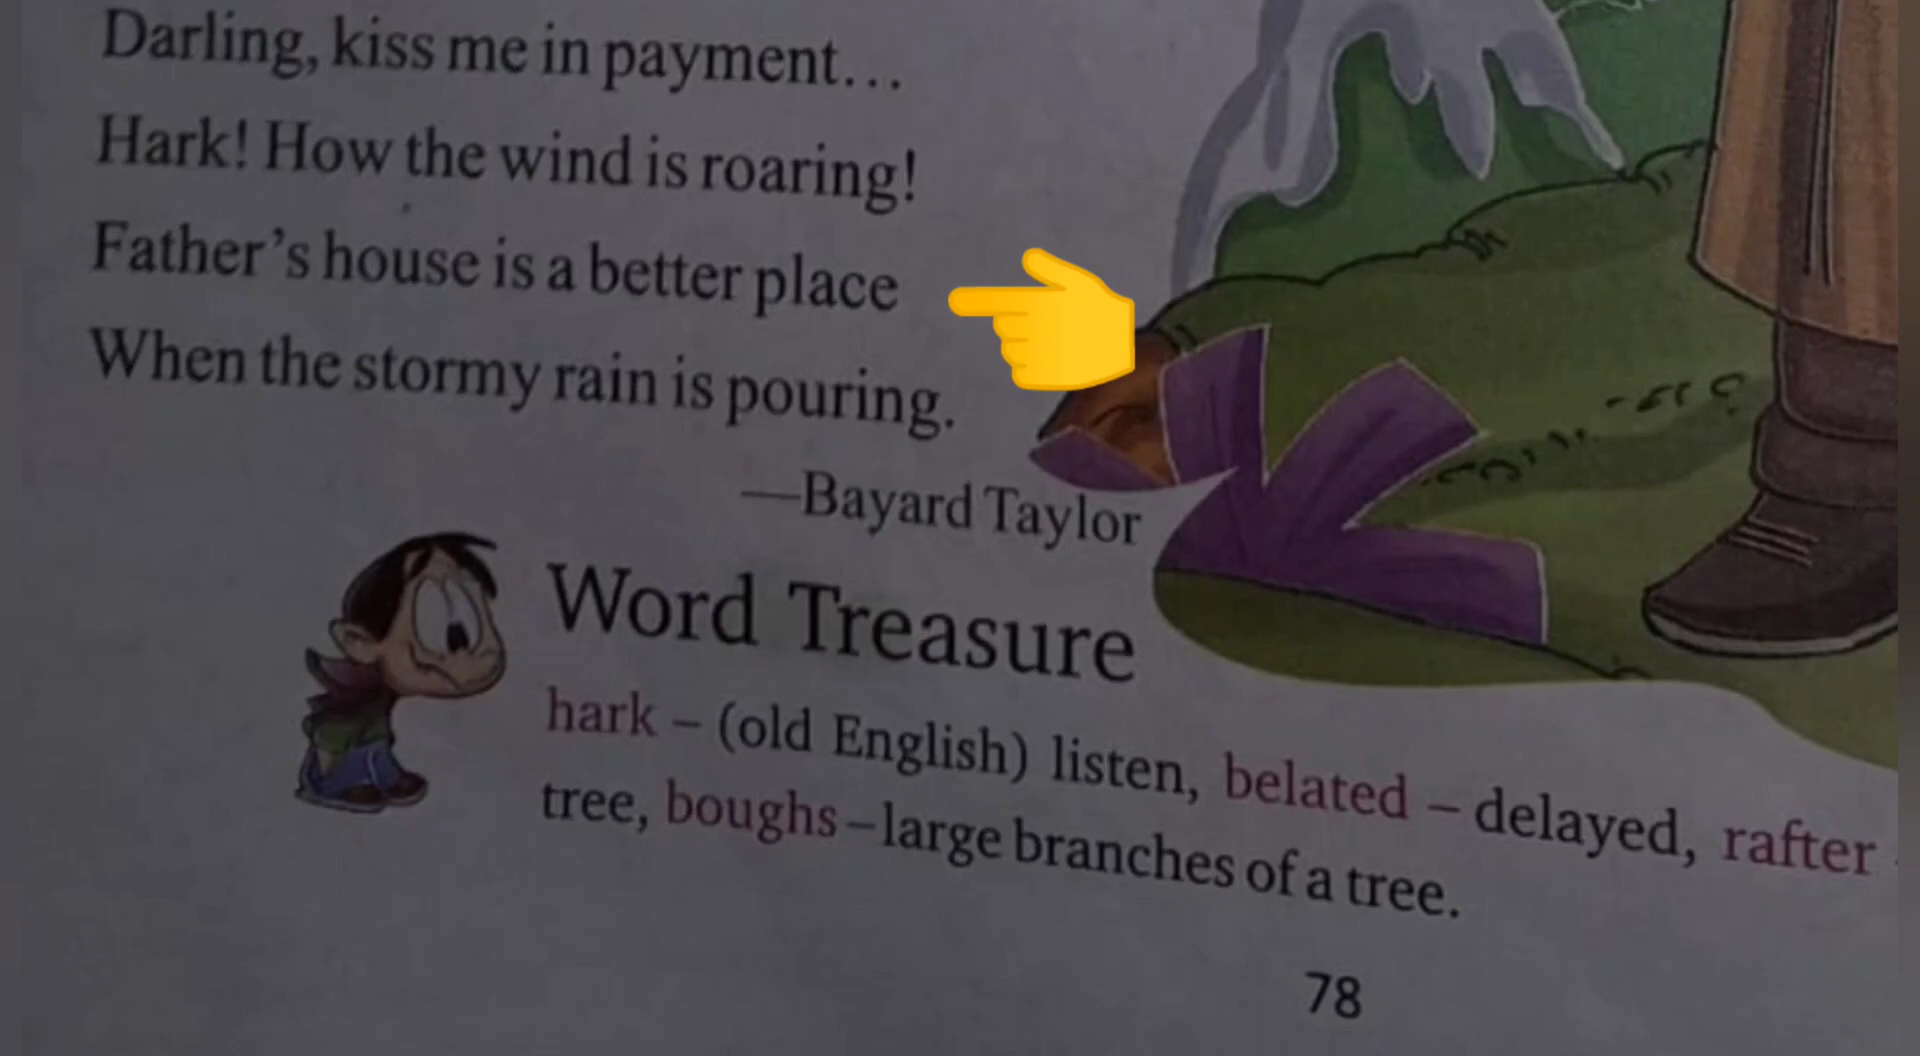 Darling, kiss me in payment...
Hark! How the wind is roaring!
Father's house is a better place
When the stormy rain is pouring.
—Bayard Taylor
Word Treasure
hark – (old English) listen, belated – delayed, rafter
tree, boughs – large branches of a tree.
78